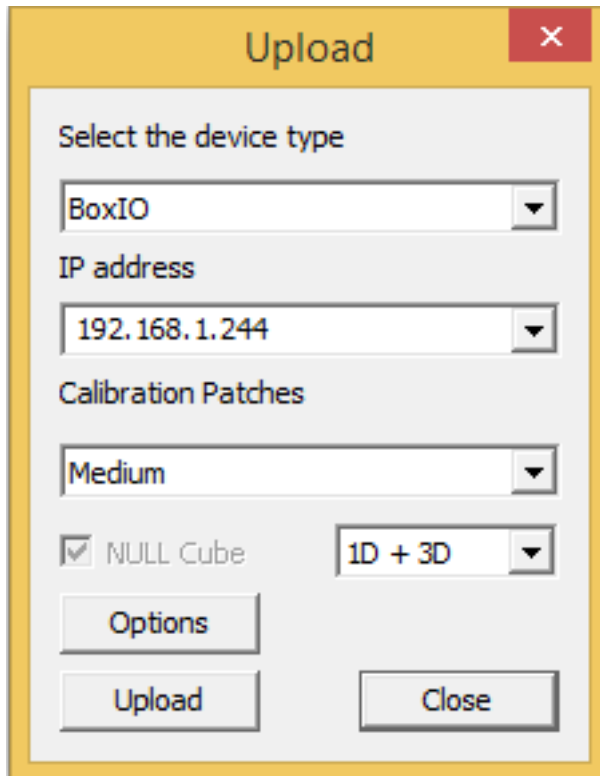 Upload
Select the device type
BoxIO
IP address
192.168.1.244
Calibration Patches
Medium
NULL Cube
1D + 3D
Options
Upload
Close